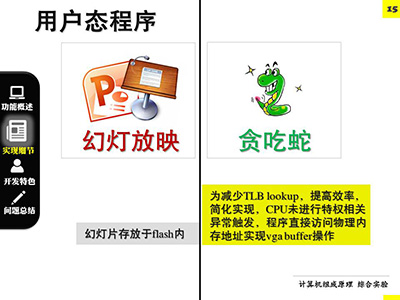 用户态程序
15
功能概述
实现细节
开发特色
问题总结
P
幻灯放映
贪吃蛇
幻灯片存放于flash内
为减少TLB lookup，提高效率，
简化实现，CPU未进行特权相关
异常触发，程序直接访问物理内
存地址实现vga buffer操作
计算机组成原理 综合实验